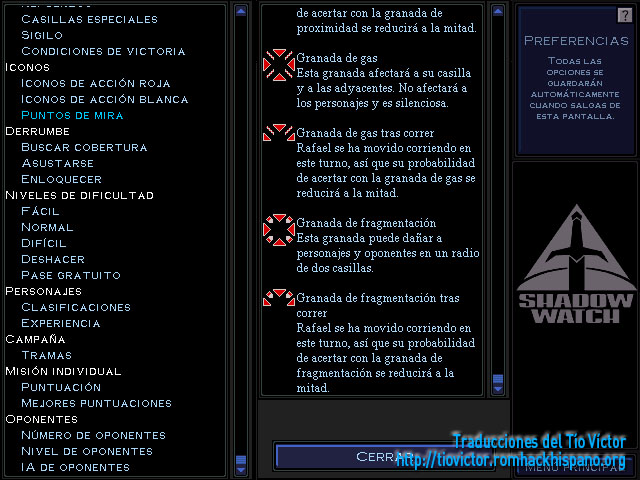 CASILLAS ESPECIALES
SIGILO
CONDICIONES DE VICTORIA
ICONOS
ICONOS DE ACCIÓN ROJA
ICONOS DE ACCIÓN BLANCA
PUNTOS DE MIRA
DERRUMBE
BUSCAR COBERTURA
ASUSTARSE
ENLOQUECER
NIVELES DE DIFICULTAD
FÁCIL
NORMAL
DIFÍCIL
DESHACER
PASE GRATUITO
PERSONAJES
CLASIFICACIONES
EXPERIENCIA
CAMPAÑA
TRAMAS
MISIÓN INDIVIDUAL
PUNTUACIÓN
MEJORES PUNTUACIONES
OPONENTES
NÚMERO DE OPONENTES
NIVEL DE OPONENTES
IA DE OPONENTES
de acertar con la granada de
proximidad se reducirá a la mitad.
Granada de gas
Esta granada afectará a su casilla
y a las adyacentes. No afectará a
los personajes y es silenciosa.
Granada de gas tras correr
Rafael se ha movido corriendo en
este turno, así que su probabilidad
de acertar con la granada de gas se
reducirá a la mitad.
Granada de fragmentación
Esta granada puede dañar a
personajes y oponentes en un radio
de dos casillas.
Granada de fragmentación tras
correr
Rafael se ha movido corriendo en
este turno, así que su probabilidad
de acertar con la granada de
fragmentación se reducirá a la
mitad.
CERRAR
?
PREFERENCIAS
TODAS LAS
OPCIONES SE
GUARDARÁN
AUTOMÁTICAMENTE
CUANDO SALGAS DE
ESTA PANTALLA.
SHADOW
WATCH
Traducciones del Tio Victor
http://tiovictor.romhackhispano.org
MENÚ PRINCIPAL